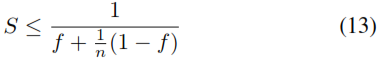 S ≤ 1 / (f + 1/n (1 − f)) (13)